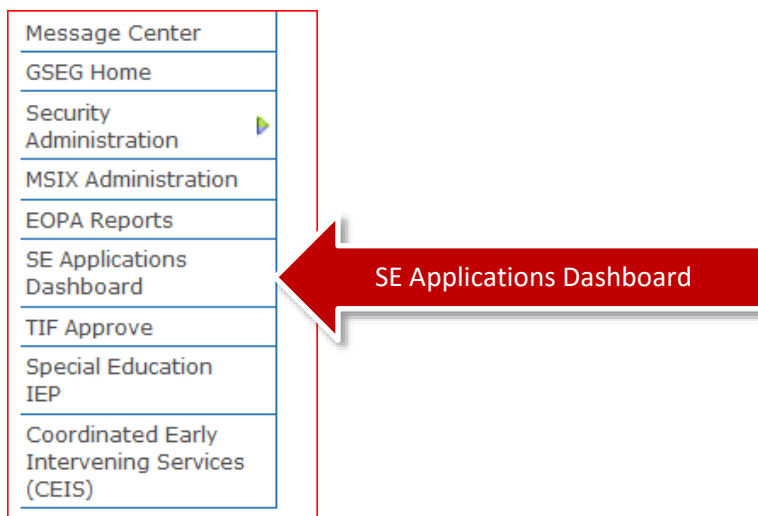 Message Center
GSEG Home
Security
Administration
MSIX Administration
EOPA Reports
SE Applications
Dashboard
SE Applications Dashboard
TIF Approve
Special Education
IEP
Coordinated Early
Intervening Services
(CEIS)